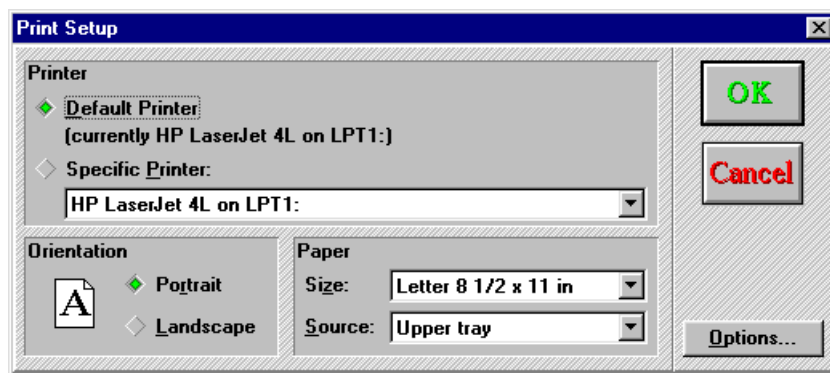 Print Setup
Printer
Default Printer
(currently HP LaserJet 4L on LPT1:)
Specific Printer:
HP LaserJet 4L on LPT1:
OK
Cancel
Orientation
A
Portrait
Landscape
Paper
Size: Letter 8 1/2 x 11 in
Source: Upper tray
Options...